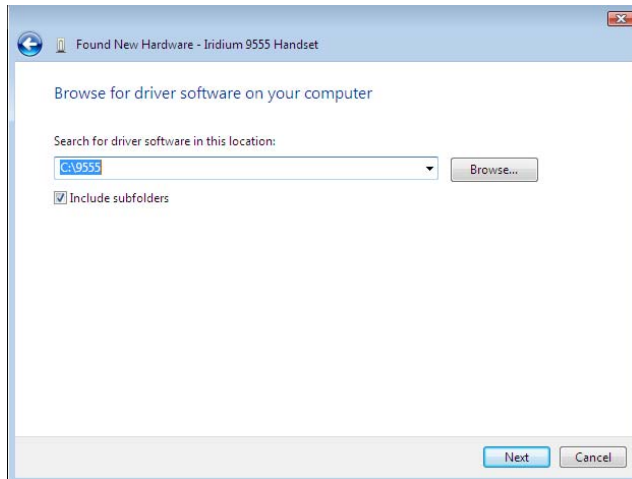 Found New Hardware - Iridium 9555 Handset
Browse for driver software on your computer
Search for driver software in this location:
C:\9555
Browse...
Include subfolders
Next
Cancel